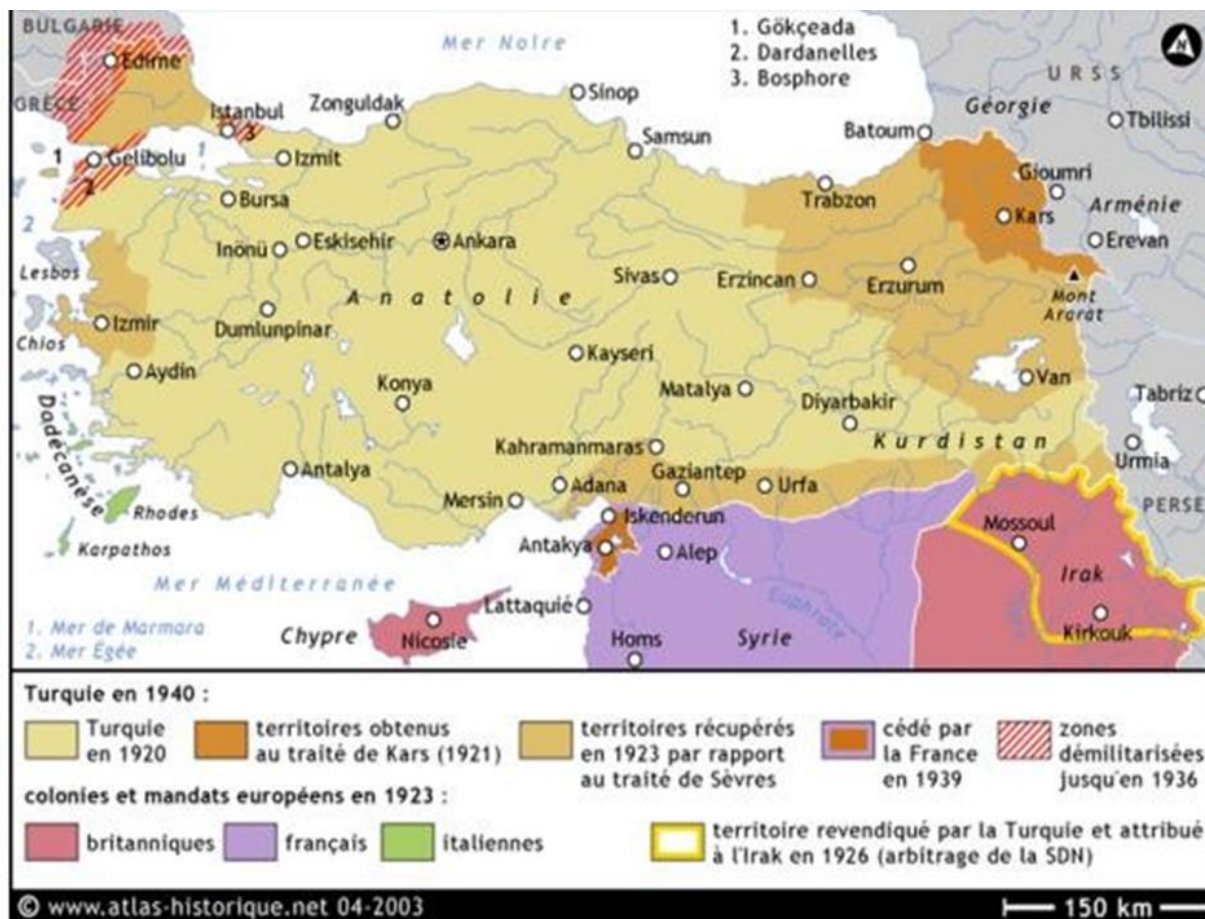 BULGARIE
Mer Noire
1. Gökçeada
2. Dardanelles
3. Bosphore
N
Edirne
URSS
GRÈCE
Istanbul
Zonguldak
Sinop
Géorgie
Tbilissi
3
Samsun
Batoum
1
Gelibolu
1
Izmit
Gioumri
2
Bursa
Trabzon
Kars
Arménie
2
Inönü
Eskisehir
Ankara
Erevan
Lesbos
Sivas
Erzincan
Erzurum
Mont
Ararat
Anatolie
Izmir
Dumlunpinar
Chios
Kayseri
Aydin
Konya
Matalya
Van
Tabriz
Diyarbakir
Dadécanèse
Kahramanmaras
Kurdistan
Urmia
Antalya
Gaziantep
Mersin
Adana
Urfa
Rhodes
Iskenderun
PERSE
Mossoul
Karpathos
Antakya
Alep
Irak
Mer Méditerranée
Lattaquié
Euphrate
1. Mer de Marmara
2. Mer Égée
Chypre
Nicosie
Homs
Syrie
Kirkouk
Turquie en 1940 :
Turquie
en 1920
territoires obtenus
au traité de Kars (1921)
territoires récupérés
en 1923 par rapport
au traité de Sèvres
cédé par
la France
en 1939
zones
démilitarisées
jusqu'en 1936
colonies et mandats européens en 1923 :
britanniques
français
italiennes
territoire revendiqué par la Turquie et attribué
à l'Irak en 1926 (arbitrage de la SDN)
© www.atlas-historique.net 04-2003
150 km